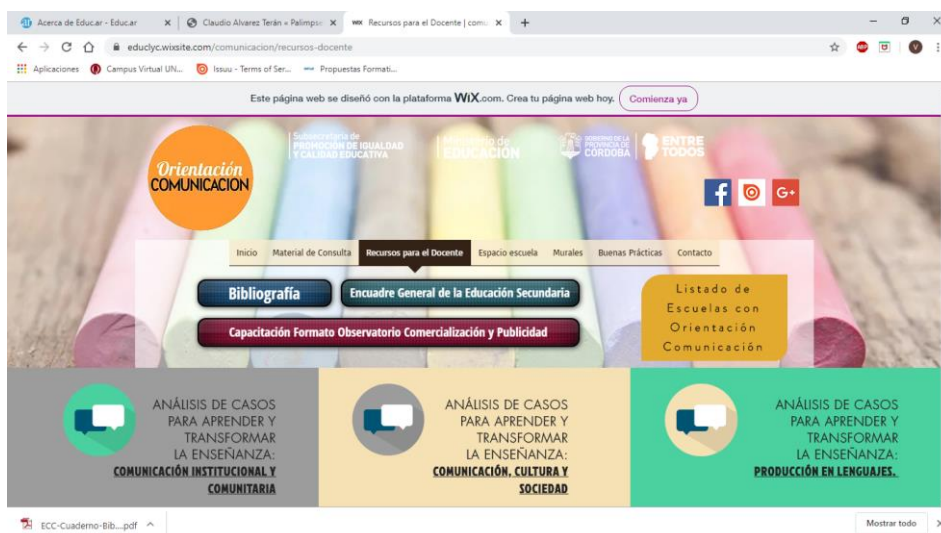 Acerca de Educ.ar - Educ.ar
Claudio Alvarez Terán « Palimpse
Recursos para el Docente | comu
educlyc.wixsite.com/comunicacion/recursos-docente
Aplicaciones
Campus Virtual UN...
Issuu - Terms of Ser...
Propuestas Formati...
Este página web se diseñó con la plataforma WiX.com. Crea tu página web hoy.
Comienza ya
Orientación
COMUNICACION
Subsecretaría de
PROMOCIÓN DE IGUALDAD
Y CALIDAD EDUCATIVA
Ministerio de
EDUCACIÓN
GOBIERNO DE LA
PROVINCIA DE
CÓRDOBA
ENTRE
TODOS
f
G+
Inicio
Material de Consulta
Recursos para el Docente
Espacio escuela
Murales
Buenas Prácticas
Contacto
Bibliografía
Encuadre General de la Educación Secundaria
Capacitación Formato Observatorio Comercialización y Publicidad
Listado de
Escuelas con
Orientación
Comunicación
ANÁLISIS DE CASOS
PARA APRENDER Y
TRANSFORMAR
LA ENSEÑANZA:
COMUNICACIÓN INSTITUCIONAL Y
COMUNITARIA
ANÁLISIS DE CASOS
PARA APRENDER Y
TRANSFORMAR
LA ENSEÑANZA:
COMUNICACIÓN, CULTURA Y
SOCIEDAD
ANÁLISIS DE CASOS
PARA APRENDER Y
TRANSFORMAR
LA ENSEÑANZA:
PRODUCCIÓN EN LENGUAJES.
ECC-Cuaderno-Bib....pdf
Mostrar todo